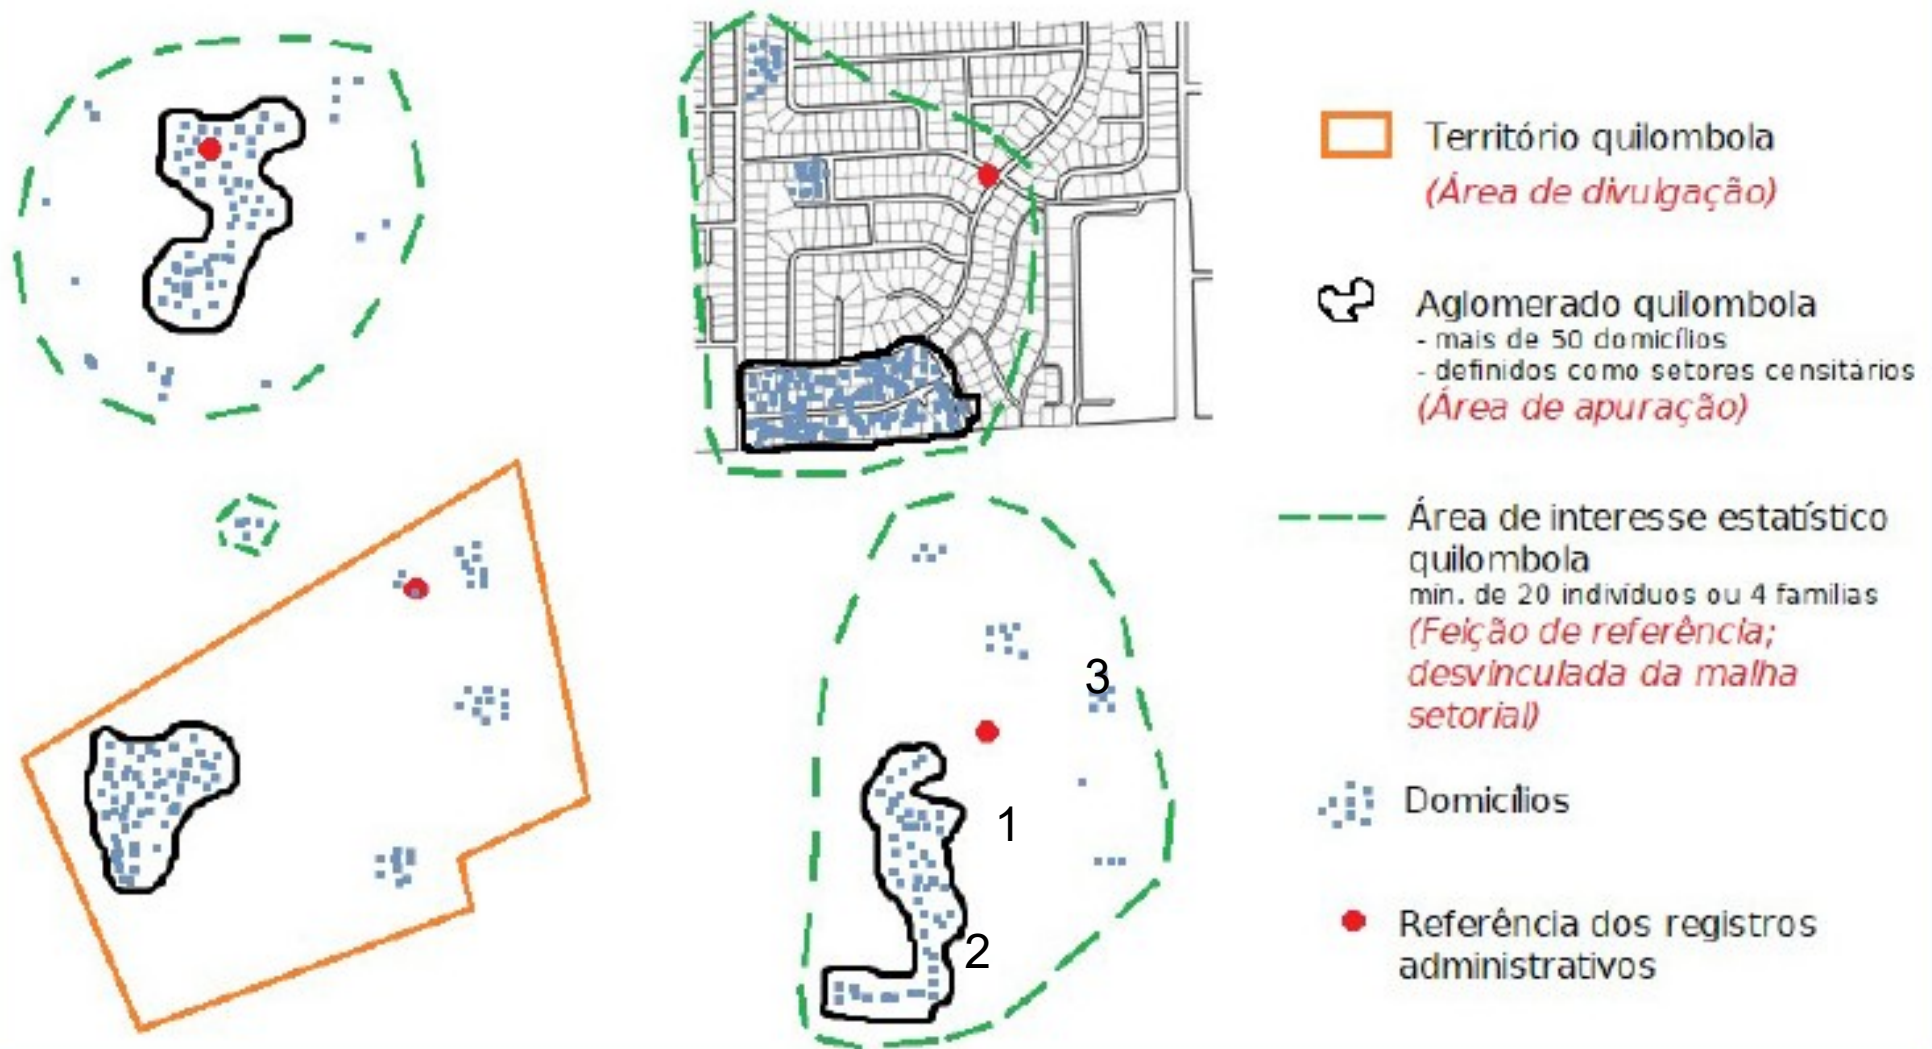 Território quilombola
(Área de divulgação)
Aglomerado quilombola
- mais de 50 domicílios
- definidos como setores censitários
(Área de apuração)
Área de interesse estatístico
quilombola
min. de 20 indivíduos ou 4 famílias
(Feição de referência;
desvinculada da malha
setorial)
Domicílios
Referência dos registros
administrativos
3
1
2